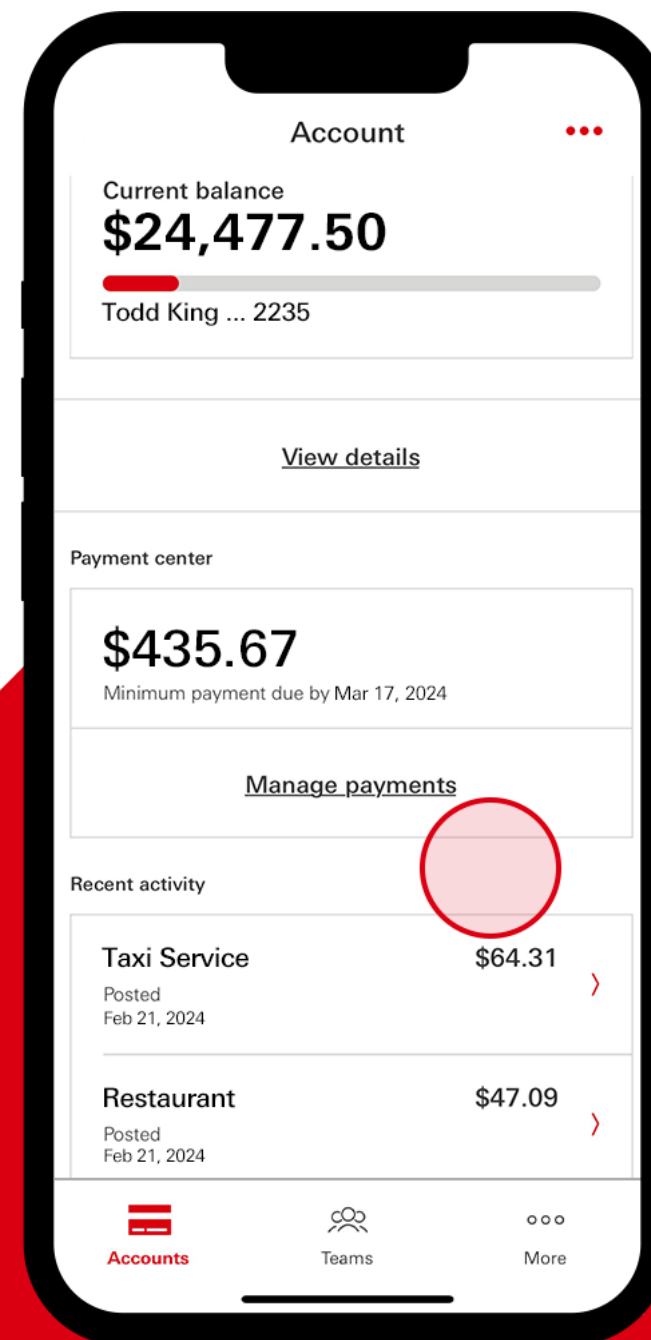 Account
Current balance
$24,477.50
Todd King ... 2235
View details
Payment center
$435.67
Minimum payment due by Mar 17, 2024
Manage payments
Recent activity
Taxi Service $64.31
Posted
Feb 21, 2024
Restaurant $47.09
Posted
Feb 21, 2024
Accounts Teams More